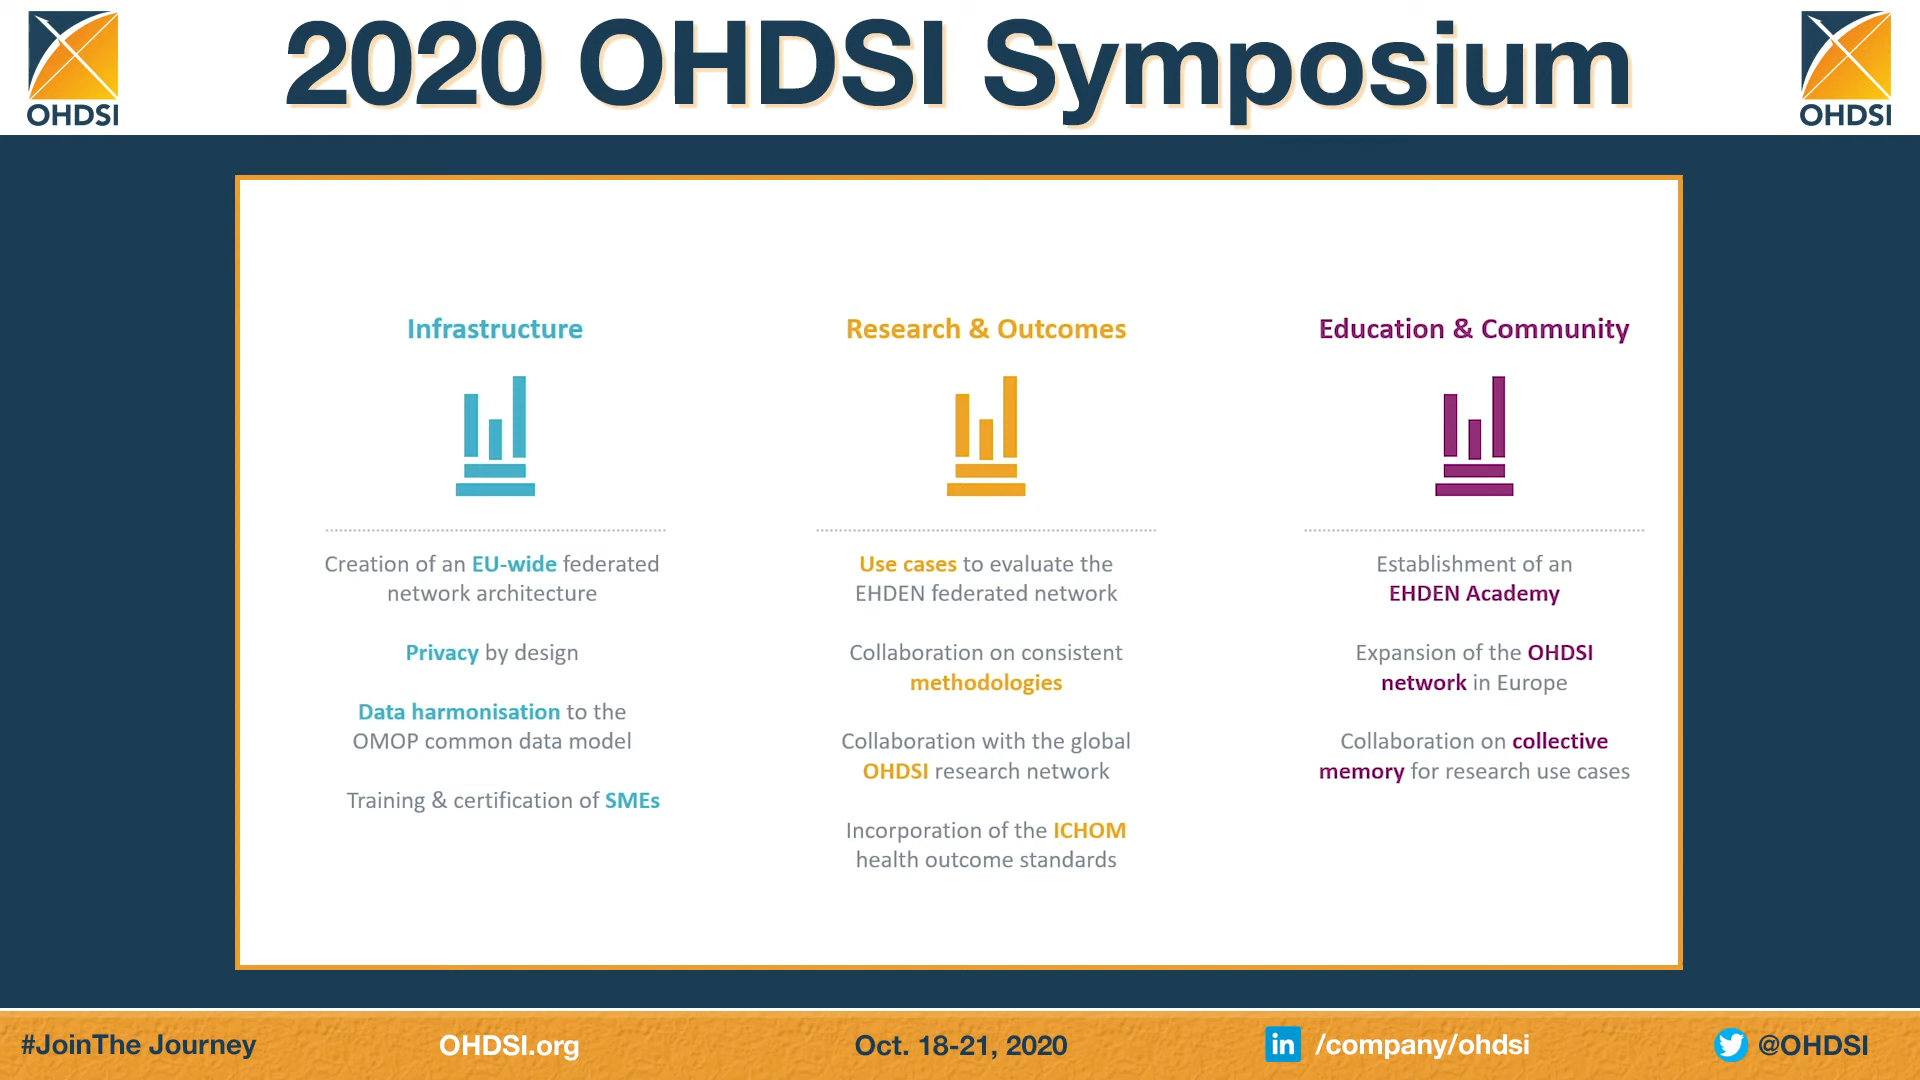 OHDSI
2020 OHDSI Symposium
OHDSI
Infrastructure
Creation of an EU-wide federated
network architecture
Privacy by design
Data harmonisation to the
OMOP common data model
Training & certification of SMEs
Research & Outcomes
Use cases to evaluate the
EHDEN federated network
Collaboration on consistent
methodologies
Collaboration with the global
OHDSI research network
Incorporation of the ICHOM
health outcome standards
Education & Community
Establishment of an
EHDEN Academy
Expansion of the OHDSI
network in Europe
Collaboration on collective
memory for research use cases
#JoinThe Journey
OHDSI.org
Oct. 18-21, 2020
in /company/ohdsi
@OHDSI